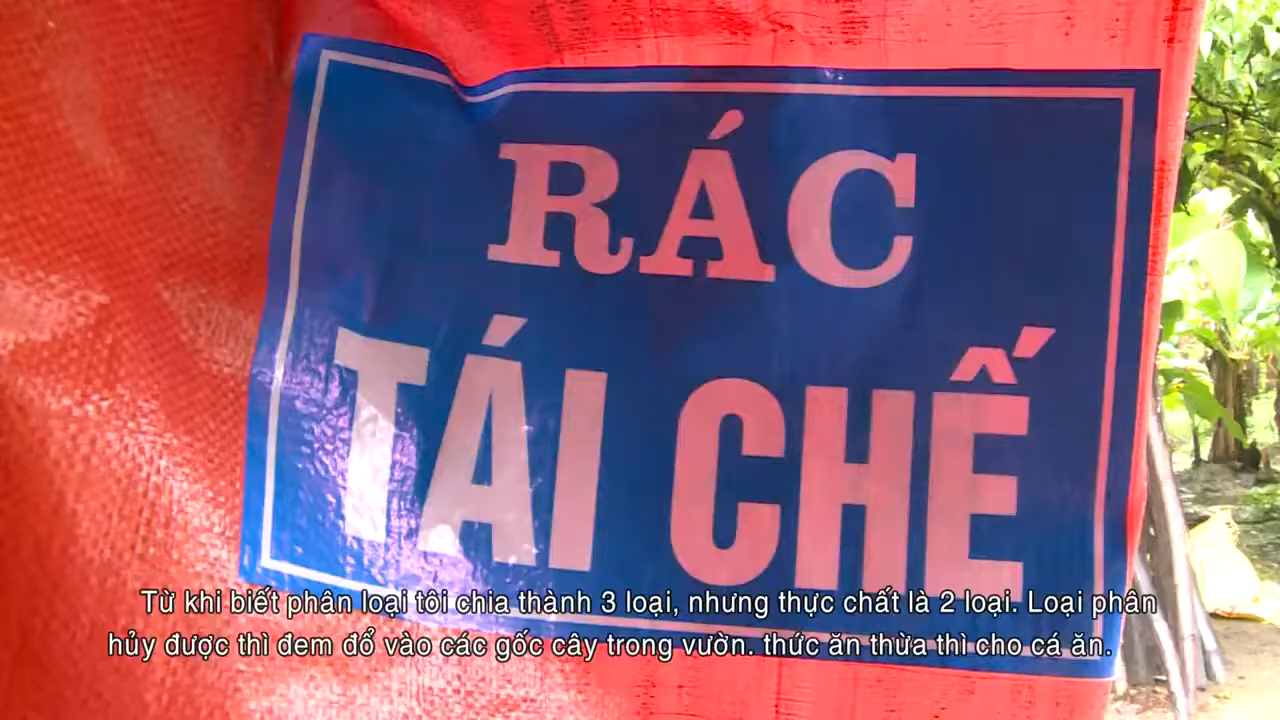 RÁC
TÁI CHẾ
Từ khi biết phân loại tôi chia thành 3 loại, nhưng thực chất là 2 loại. Loại phân
hủy được thì đem đổ vào các gốc cây trong vườn. thức ăn thừa thì cho cá ăn.